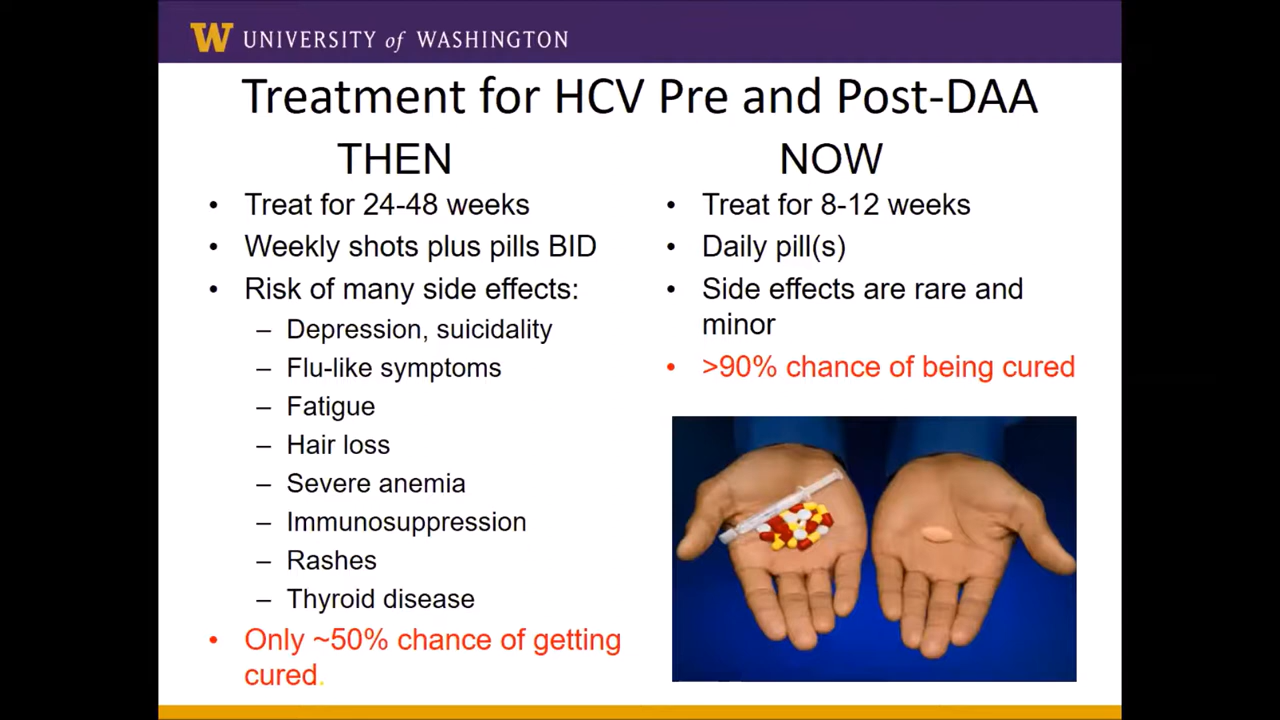 W UNIVERSITY of WASHINGTON
Treatment for HCV Pre and Post-DAA
THEN
• Treat for 24-48 weeks
• Weekly shots plus pills BID
• Risk of many side effects:
– Depression, suicidality
– Flu-like symptoms
– Fatigue
– Hair loss
– Severe anemia
– Immunosuppression
– Rashes
– Thyroid disease
• Only ~50% chance of getting
cured.
NOW
• Treat for 8-12 weeks
• Daily pill(s)
• Side effects are rare and
minor
• >90% chance of being cured